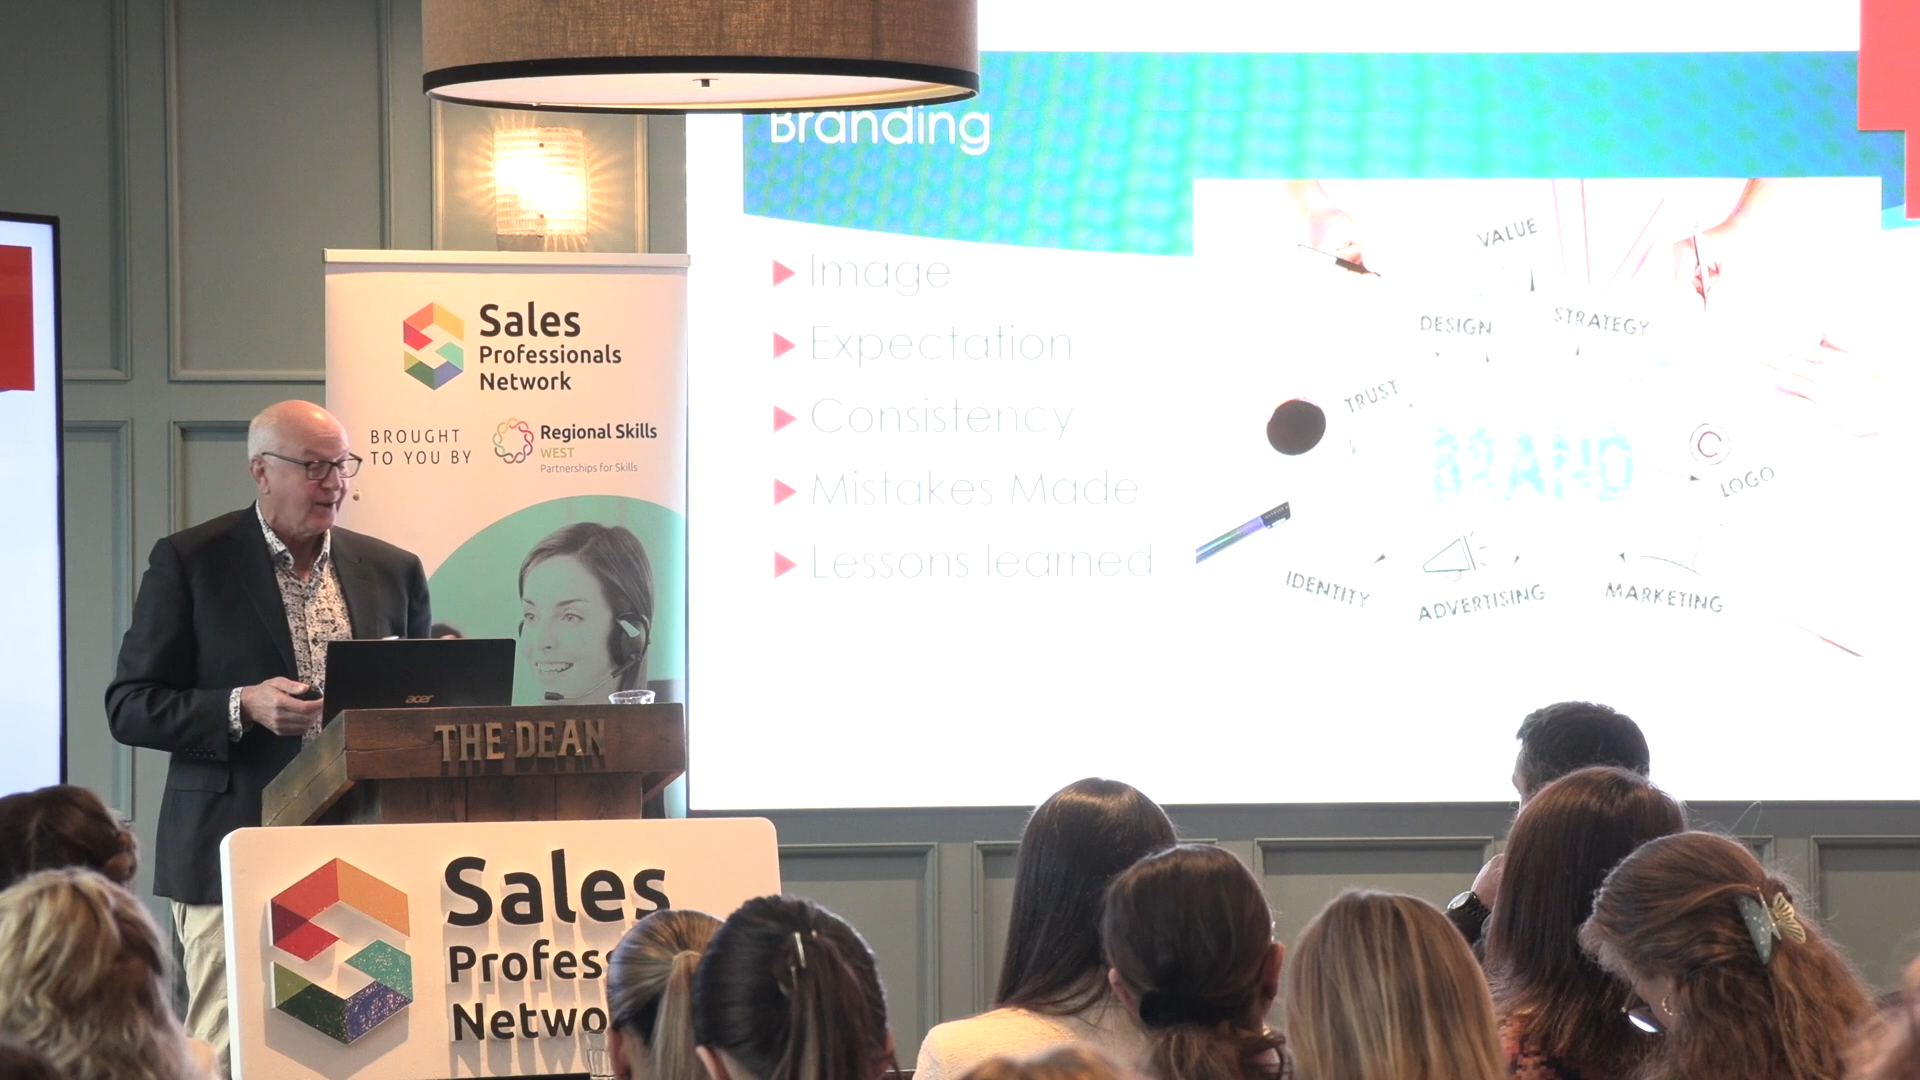 Branding
Image
Expectation
Consistency
Mistakes Made
Lessons learned
VALUE
DESIGN
STRATEGY
TRUST
BRAND
C
LOGO
IDENTITY
ADVERTISING
MARKETING
Sales
Professionals
Network
BROUGHT
TO YOU BY
Regional Skills
WEST
Partnerships for Skills
acer
THE DEAN
Sales
Profes
Netwo